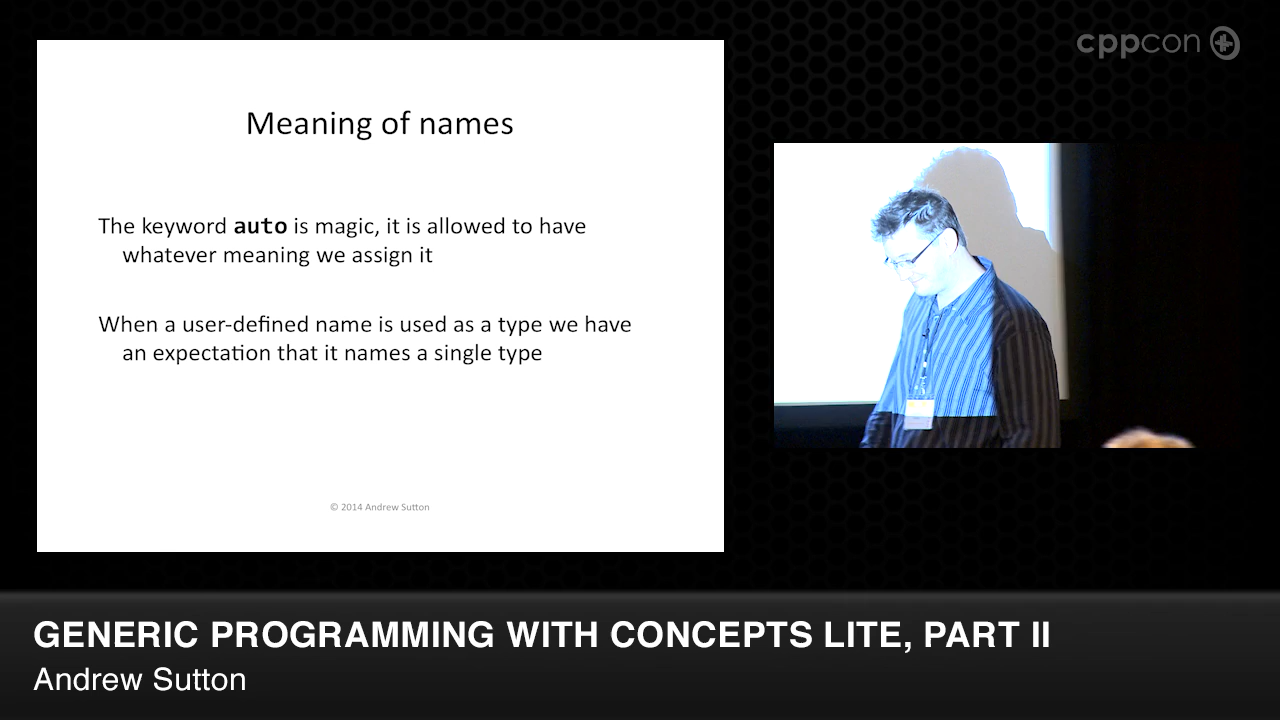 cppcon
Meaning of names
The keyword auto is magic, it is allowed to have
whatever meaning we assign it
When a user-defined name is used as a type we have
an expectation that it names a single type
© 2014 Andrew Sutton
GENERIC PROGRAMMING WITH CONCEPTS LITE, PART II
Andrew Sutton